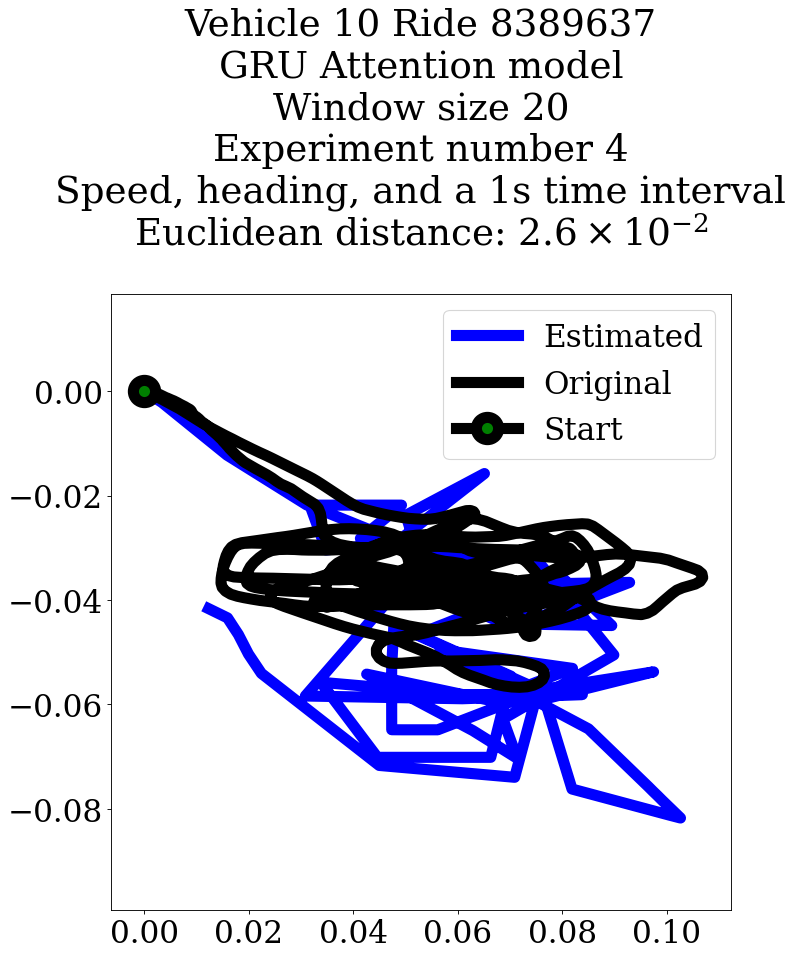 Vehicle 10 Ride 8389637
GRU Attention model
Window size 20
Experiment number 4
Speed, heading, and a 1s time interval
Euclidean distance: 2.6 × 10⁻²
Estimated
Original
Start
0.00
−0.02
−0.04
−0.06
−0.08
0.00 0.02 0.04 0.06 0.08 0.10